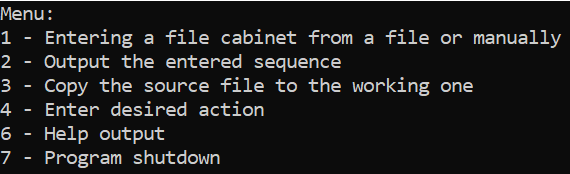 Menu:
1 - Entering a file cabinet from a file or manually
2 - Output the entered sequence
3 - Copy the source file to the working one
4 - Enter desired action
6 - Help output
7 - Program shutdown